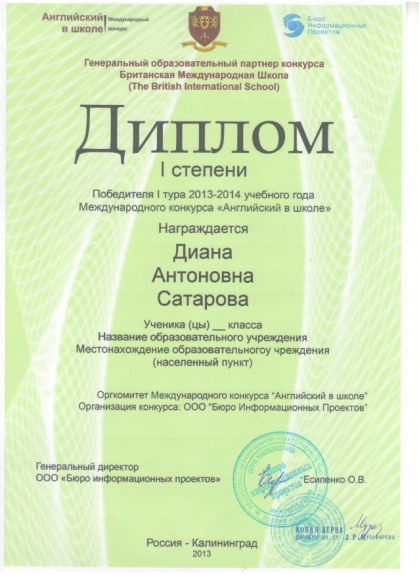 Английский
в школе
Международный
конкурс
Бюро
Информационных
Проектов
Генеральный образовательный партнер конкурса
Британская Международная Школа
(The British International School)
Диплом
I степени
Победителя I тура 2013-2014 учебного года
Международного конкурса «Английский в школе»
Награждается
Диана
Антоновна
Сатарова
Ученика (цы) __ класса
Название образовательного учреждения
Местонахождение образовательногоу чреждения
(населенный пункт)
Оргкомитет Международного конкурса "Английский в школе"
Организация конкурса: ООО "Бюро Информационных Проектов"
Генеральный директор
ООО «Бюро информационных проектов»
Есипенко О.В.
Бюро
информационных
проектов
КОПИЯ ВЕРНА
Россия - Калининград
2013